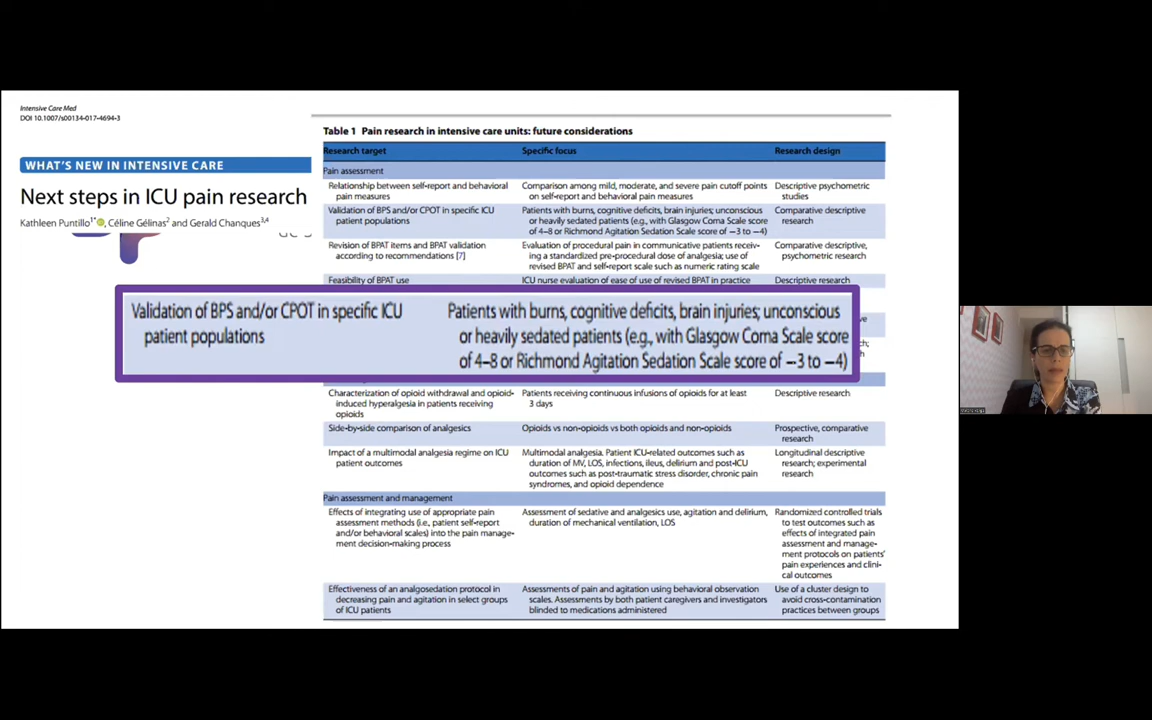 Intensive Care Med
DOI 10.1007/s00134-017-4694-3
WHAT'S NEW IN INTENSIVE CARE
Next steps in ICU pain research
Kathleen Puntillo1*, Céline Gélinas2 and Gerald Chanques3,4
Table 1 Pain research in intensive care units: future considerations
Research target Specific focus Research design
Pain assessment
Relationship between self-report and behavioral Comparison among mild, moderate, and severe pain cutoff points Descriptive psychometric
pain measures on self-report and behavioral pain measures studies
Validation of BPS and/or CPOT in specific ICU Patients with burns, cognitive deficits, brain injuries; unconscious Comparative descriptive
patient populations or heavily sedated patients (e.g., with Glasgow Coma Scale score research
of 4–8 or Richmond Agitation Sedation Scale score of −3 to −4)
Revision of BPAT items and BPAT validation Evaluation of procedural pain in communicative patients receiv- Comparative descriptive,
according to recommendations [7] ing a standardized pre-procedural dose of analgesia; use of psychometric research
revised BPAT and self-report scale such as numeric rating scale
Feasibility of BPAT use ICU nurse evaluation of ease of use of revised BPAT in practice Descriptive research
Validation of BPS and/or CPOT in specific ICU Patients with burns, cognitive deficits, brain injuries; unconscious
patient populations or heavily sedated patients (e.g., with Glasgow Coma Scale score
of 4–8 or Richmond Agitation Sedation Scale score of −3 to −4)
Characterization of opioid withdrawal and opioid- Patients receiving continuous infusions of opioids for at least Descriptive research
induced hyperalgesia in patients receiving 3 days
opioids
Side-by-side comparison of analgesics Opioids vs non-opioids vs both opioids and non-opioids Prospective, comparative
research
Impact of a multimodal analgesia regime on ICU Multimodal analgesia. Patient ICU-related outcomes such as Longitudinal descriptive
patient outcomes duration of MV, LOS, infections, ileus, delirium and post-ICU research; experimental
outcomes such as post-traumatic stress disorder, chronic pain research
syndromes, and opioid dependence
Pain assessment and management
Effects of integrating use of appropriate pain Assessment of sedative and analgesics use, agitation and delirium, Randomized controlled trials
assessment methods (i.e., patient self-report duration of mechanical ventilation, LOS to test outcomes such as
and/or behavioral scales) into the pain manage- effects of integrated pain
ment decision-making process assessment and manage-
ment protocols on patients'
pain experiences and clini-
cal outcomes
Effectiveness of an analgosedation protocol in Assessments of pain and agitation using behavioral observation Use of a cluster design to
decreasing pain and agitation in select groups scales. Assessments by both patient caregivers and investigators avoid cross-contamination
of ICU patients blinded to medications administered practices between groups